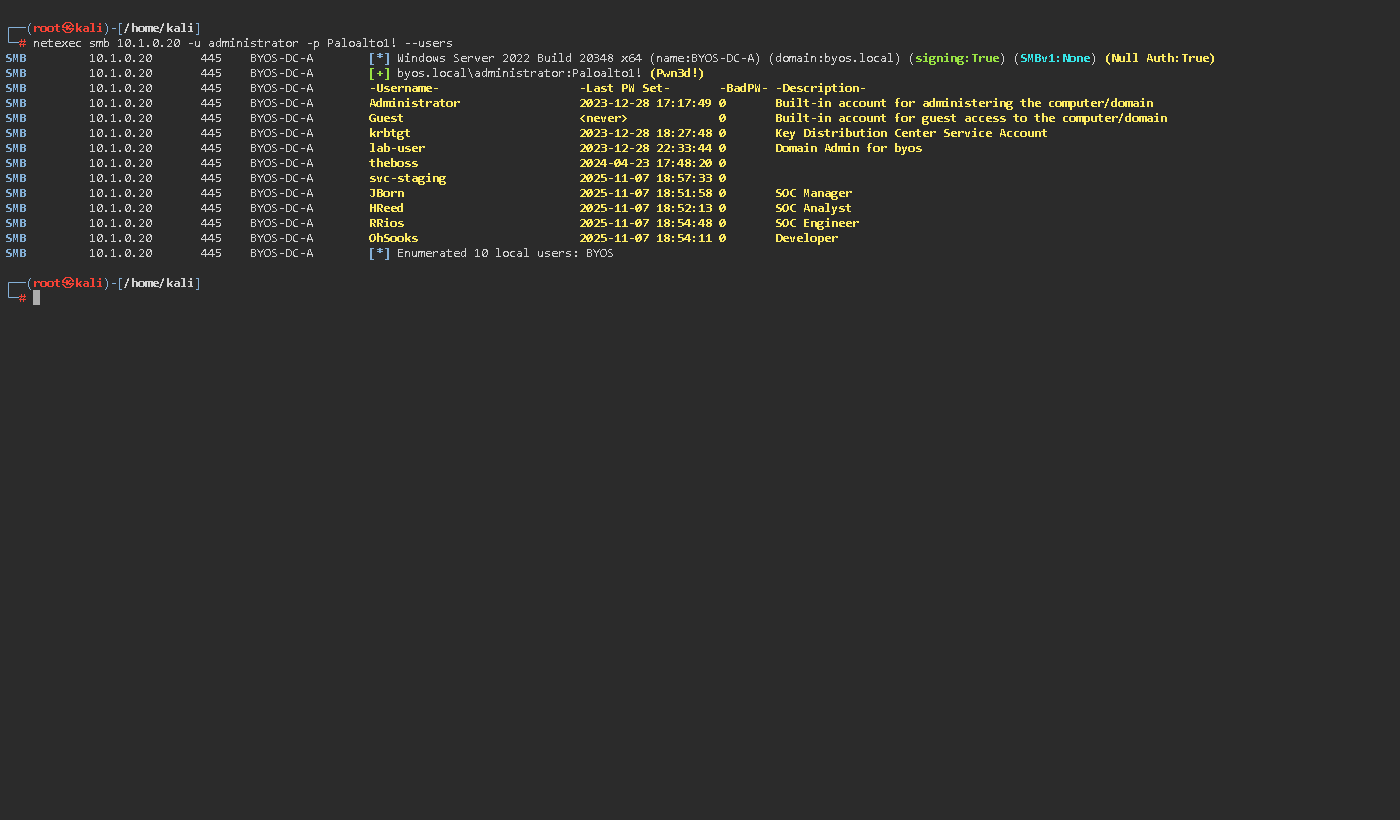 ┌──(root㉿kali)-[/home/kali]
└─# netexec smb 10.1.0.20 -u administrator -p Paloalto1! --users
SMB 10.1.0.20 445 BYOS-DC-A [*] Windows Server 2022 Build 20348 x64 (name:BYOS-DC-A) (domain:byos.local) (signing:True) (SMBv1:None) (Null Auth:True)
SMB 10.1.0.20 445 BYOS-DC-A [+] byos.local\administrator:Paloalto1! (Pwn3d!)
SMB 10.1.0.20 445 BYOS-DC-A -Username- -Last PW Set- -BadPW- -Description-
SMB 10.1.0.20 445 BYOS-DC-A Administrator 2023-12-28 17:17:49 0 Built-in account for administering the computer/domain
SMB 10.1.0.20 445 BYOS-DC-A Guest <never> 0 Built-in account for guest access to the computer/domain
SMB 10.1.0.20 445 BYOS-DC-A krbtgt 2023-12-28 18:27:48 0 Key Distribution Center Service Account
SMB 10.1.0.20 445 BYOS-DC-A lab-user 2023-12-28 22:33:44 0 Domain Admin for byos
SMB 10.1.0.20 445 BYOS-DC-A theboss 2024-04-23 17:48:20 0
SMB 10.1.0.20 445 BYOS-DC-A svc-staging 2025-11-07 18:57:33 0
SMB 10.1.0.20 445 BYOS-DC-A JBorn 2025-11-07 18:51:58 0 SOC Manager
SMB 10.1.0.20 445 BYOS-DC-A HReed 2025-11-07 18:52:13 0 SOC Analyst
SMB 10.1.0.20 445 BYOS-DC-A RRios 2025-11-07 18:54:48 0 SOC Engineer
SMB 10.1.0.20 445 BYOS-DC-A OhSooks 2025-11-07 18:54:11 0 Developer
SMB 10.1.0.20 445 BYOS-DC-A [*] Enumerated 10 local users: BYOS
┌──(root㉿kali)-[/home/kali]
└─#